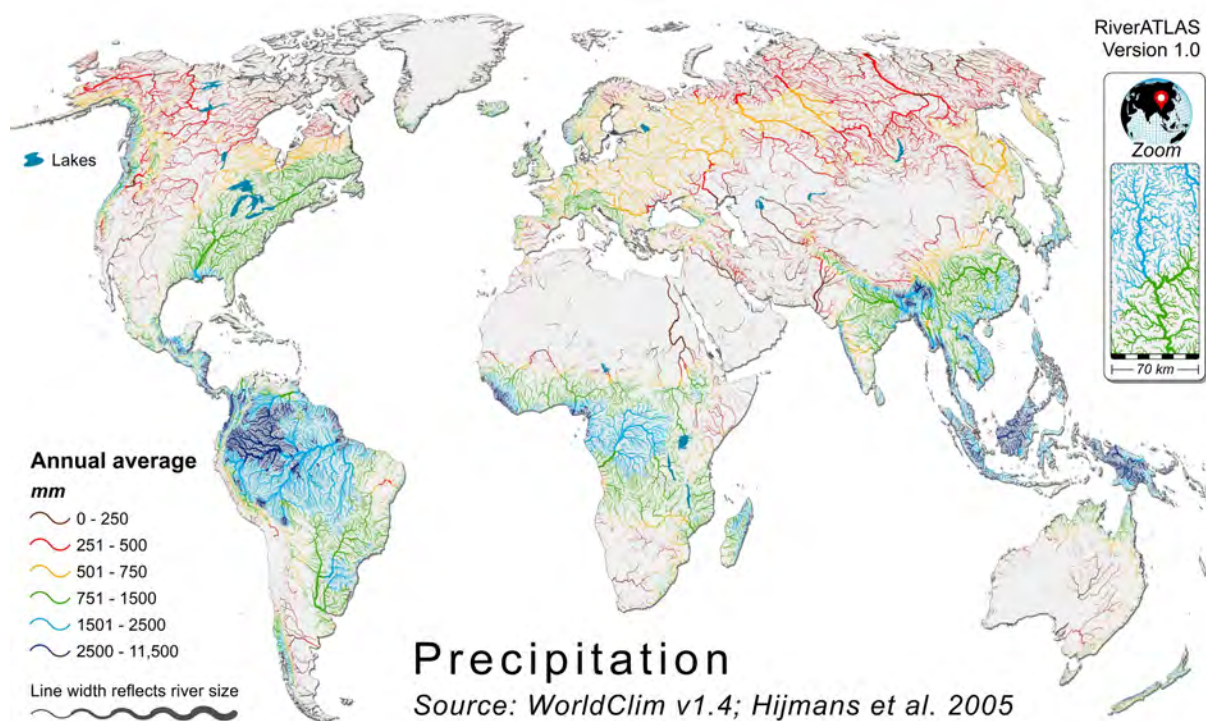 RiverATLAS
Version 1.0
Zoom
70 km
Lakes
Annual average
mm
0 - 250
251 - 500
501 - 750
751 - 1500
1501 - 2500
2500 - 11,500
Line width reflects river size
Precipitation
Source: WorldClim v1.4; Hijmans et al. 2005